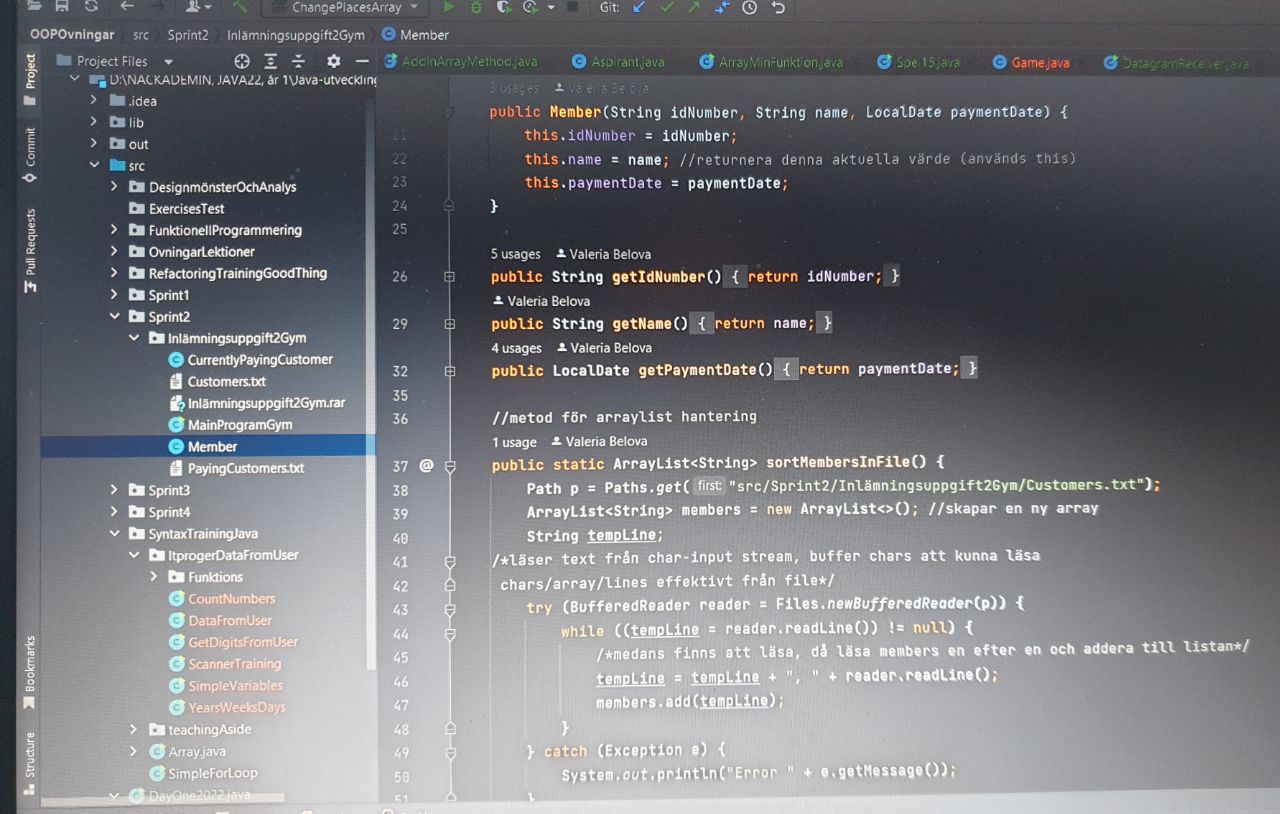 ChangePlacesArray
Git:
OOPOvningar src Sprint2 Inlämningsuppgift2Gym Member
Project Files
AddInArrayMethod.java Aspirant.java ArrayMinFunktion.java Spel15.java Game.java DatagramReceiver.java
Project
Commit
Pull Requests
Bookmarks
Structure
D:\NACKADEMIN, JAVA22, år 1\Java-utveckling
.idea
lib
out
src
DesignmönsterOchAnalys
ExercisesTest
FunktionellProgrammering
OvningarLektioner
RefactoringTrainingGoodThing
Sprint1
Sprint2
Inlämningsuppgift2Gym
CurrentlyPayingCustomer
Customers.txt
Inlämningsuppgift2Gym.rar
MainProgramGym
Member
PayingCustomers.txt
Sprint3
Sprint4
SyntaxTrainingJava
ItprogerDataFromUser
Funktions
CountNumbers
DataFromUser
GetDigitsFromUser
ScannerTraining
SimpleVariables
YearsWeeksDays
teachingAside
Array.java
SimpleForLoop
DayOne2022.java
3 usages Valeria Belova
public Member(String idNumber, String name, LocalDate paymentDate) {
21 this.idNumber = idNumber;
22 this.name = name; //returnera denna aktuella värde (används this)
23 this.paymentDate = paymentDate;
24 }
25
5 usages Valeria Belova
26 public String getIdNumber() { return idNumber; }
Valeria Belova
29 public String getName() { return name; }
4 usages Valeria Belova
32 public LocalDate getPaymentDate() { return paymentDate; }
35
36 //metod för arraylist hantering
1 usage Valeria Belova
37 @ public static ArrayList<String> sortMembersInFile() {
38 Path p = Paths.get( first: "src/Sprint2/Inlämningsuppgift2Gym/Customers.txt");
39 ArrayList<String> members = new ArrayList<>(); //skapar en ny array
40 String tempLine;
41 /*läser text från char-input stream, buffer chars att kunna läsa
42 chars/array/lines effektivt från file*/
43 try (BufferedReader reader = Files.newBufferedReader(p)) {
44 while ((tempLine = reader.readLine()) != null) {
45 /*medans finns att läsa, då läsa members en efter en och addera till listan*/
46 tempLine = tempLine + ", " + reader.readLine();
47 members.add(tempLine);
48 }
49 } catch (Exception e) {
50 System.out.println("Error " + e.getMessage());
51 }